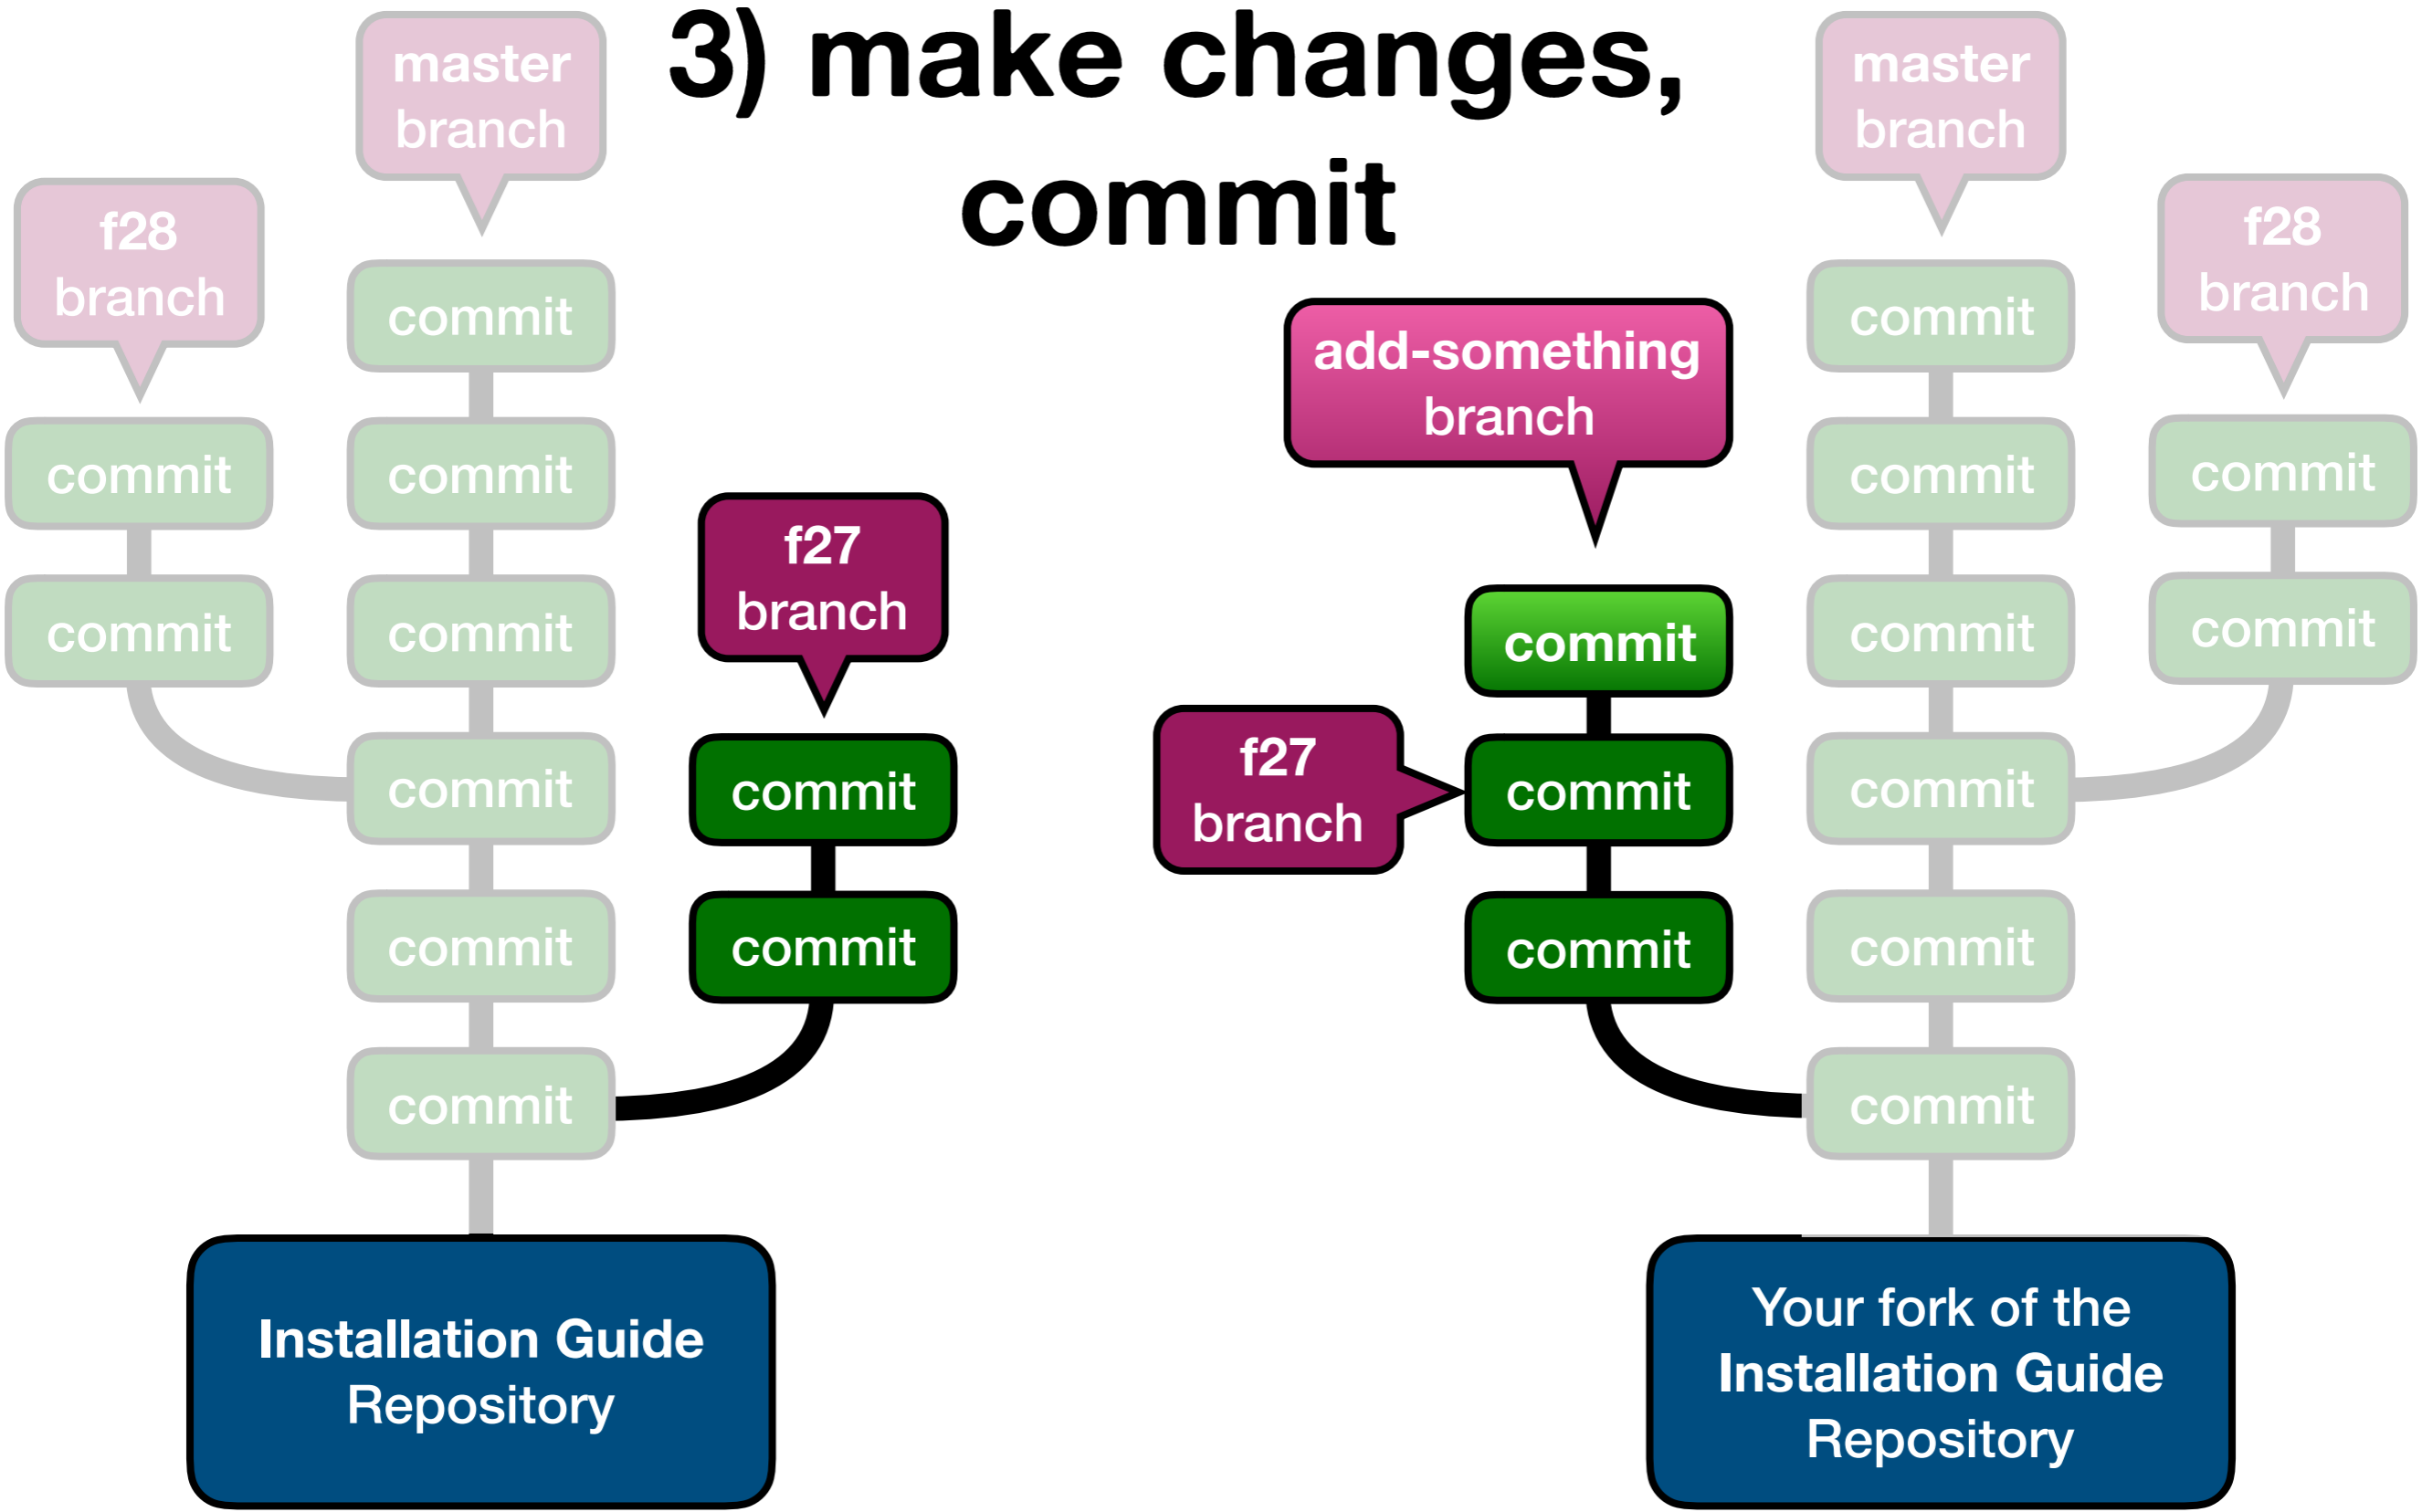 3) make changes,
commit
master
branch
f28
branch
commit
commit
commit
commit
commit
commit
commit
commit
f27
branch
commit
commit
Installation Guide
Repository
add-something
branch
commit
f27
branch
commit
commit
master
branch
f28
branch
commit
commit
commit
commit
commit
commit
commit
commit
Your fork of the
Installation Guide
Repository